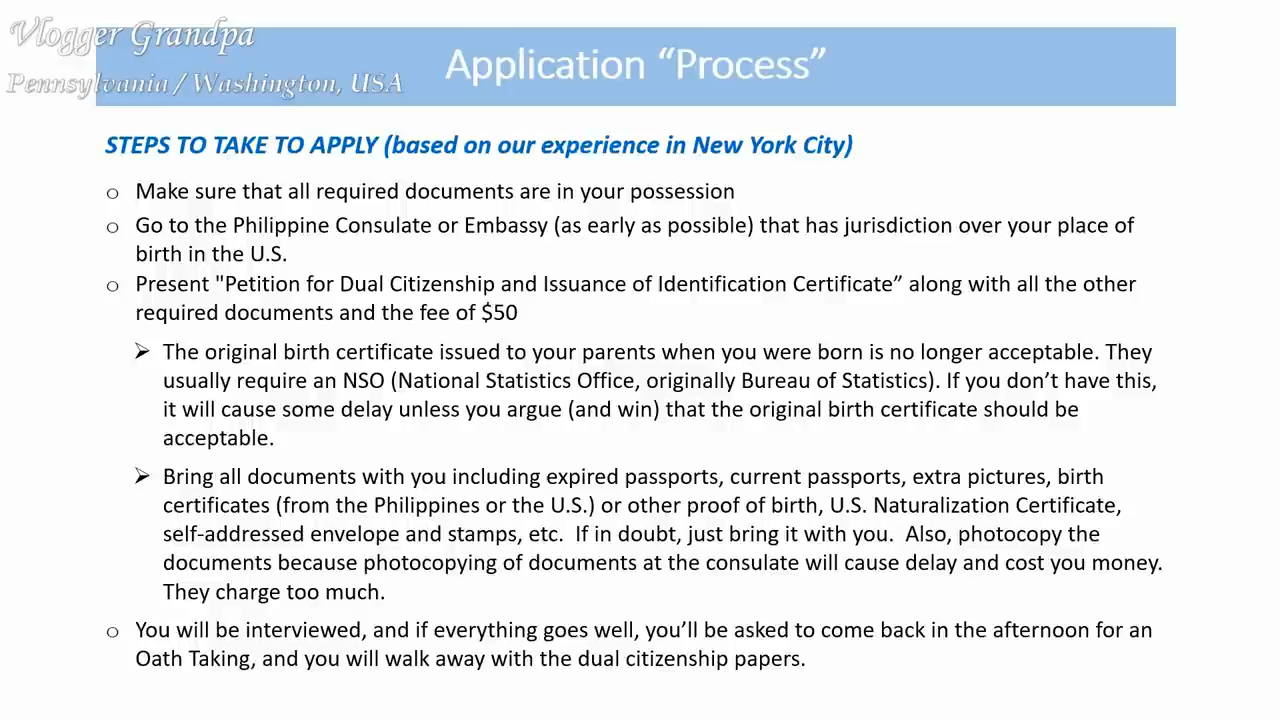 Vlogger Grandpa
Pennsylvania / Washington, USA
Application “Process”
STEPS TO TAKE TO APPLY (based on our experience in New York City)
o Make sure that all required documents are in your possession
o Go to the Philippine Consulate or Embassy (as early as possible) that has jurisdiction over your place of
birth in the U.S.
o Present "Petition for Dual Citizenship and Issuance of Identification Certificate” along with all the other
required documents and the fee of $50
➢ The original birth certificate issued to your parents when you were born is no longer acceptable. They
usually require an NSO (National Statistics Office, originally Bureau of Statistics). If you don’t have this,
it will cause some delay unless you argue (and win) that the original birth certificate should be
acceptable.
➢ Bring all documents with you including expired passports, current passports, extra pictures, birth
certificates (from the Philippines or the U.S.) or other proof of birth, U.S. Naturalization Certificate,
self-addressed envelope and stamps, etc.  If in doubt, just bring it with you.  Also, photocopy the
documents because photocopying of documents at the consulate will cause delay and cost you money.
They charge too much.
o You will be interviewed, and if everything goes well, you’ll be asked to come back in the afternoon for an
Oath Taking, and you will walk away with the dual citizenship papers.